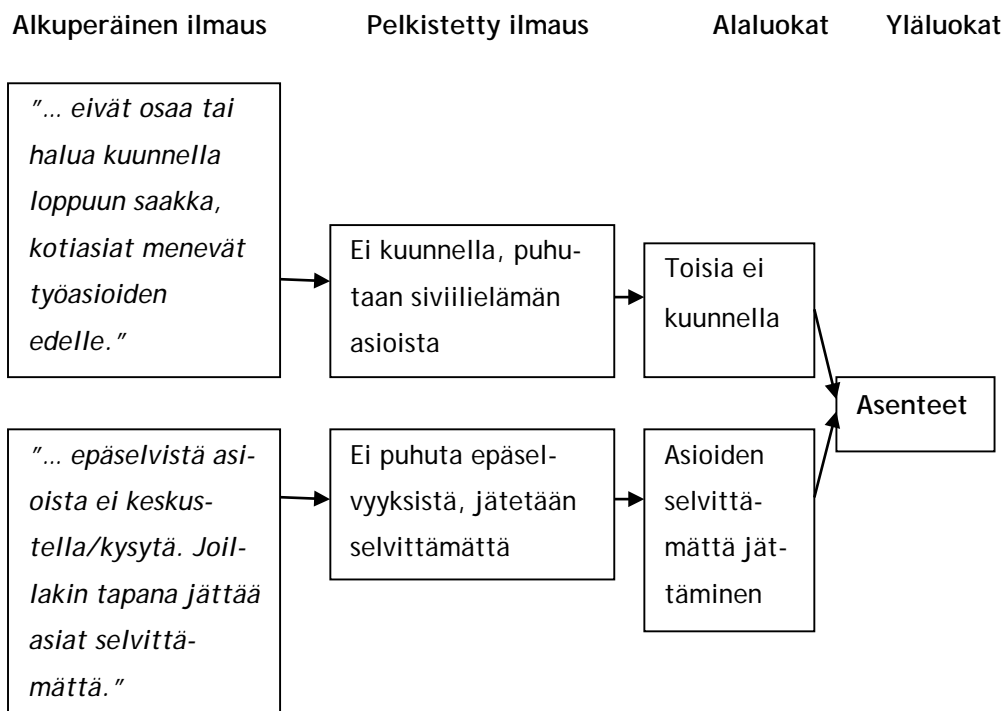 Alkuperäinen ilmaus Pelkistetty ilmaus Alaluokat Yläluokat
"... eivät osaa tai
halua kuunnella
loppuun saakka,
kotiasiat menevät
työasioiden
edelle."
Ei kuunnella, puhu-
taan siviilielämän
asioista
Toisia ei
kuunnella
Asenteet
"... epäselvistä asi-
oista ei keskus-
tella/kysytä. Joil-
lakin tapana jättää
asiat selvittä-
mättä."
Ei puhuta epäsel-
vyyksistä, jätetään
selvittämättä
Asioiden
selvittä-
mättä jät-
täminen